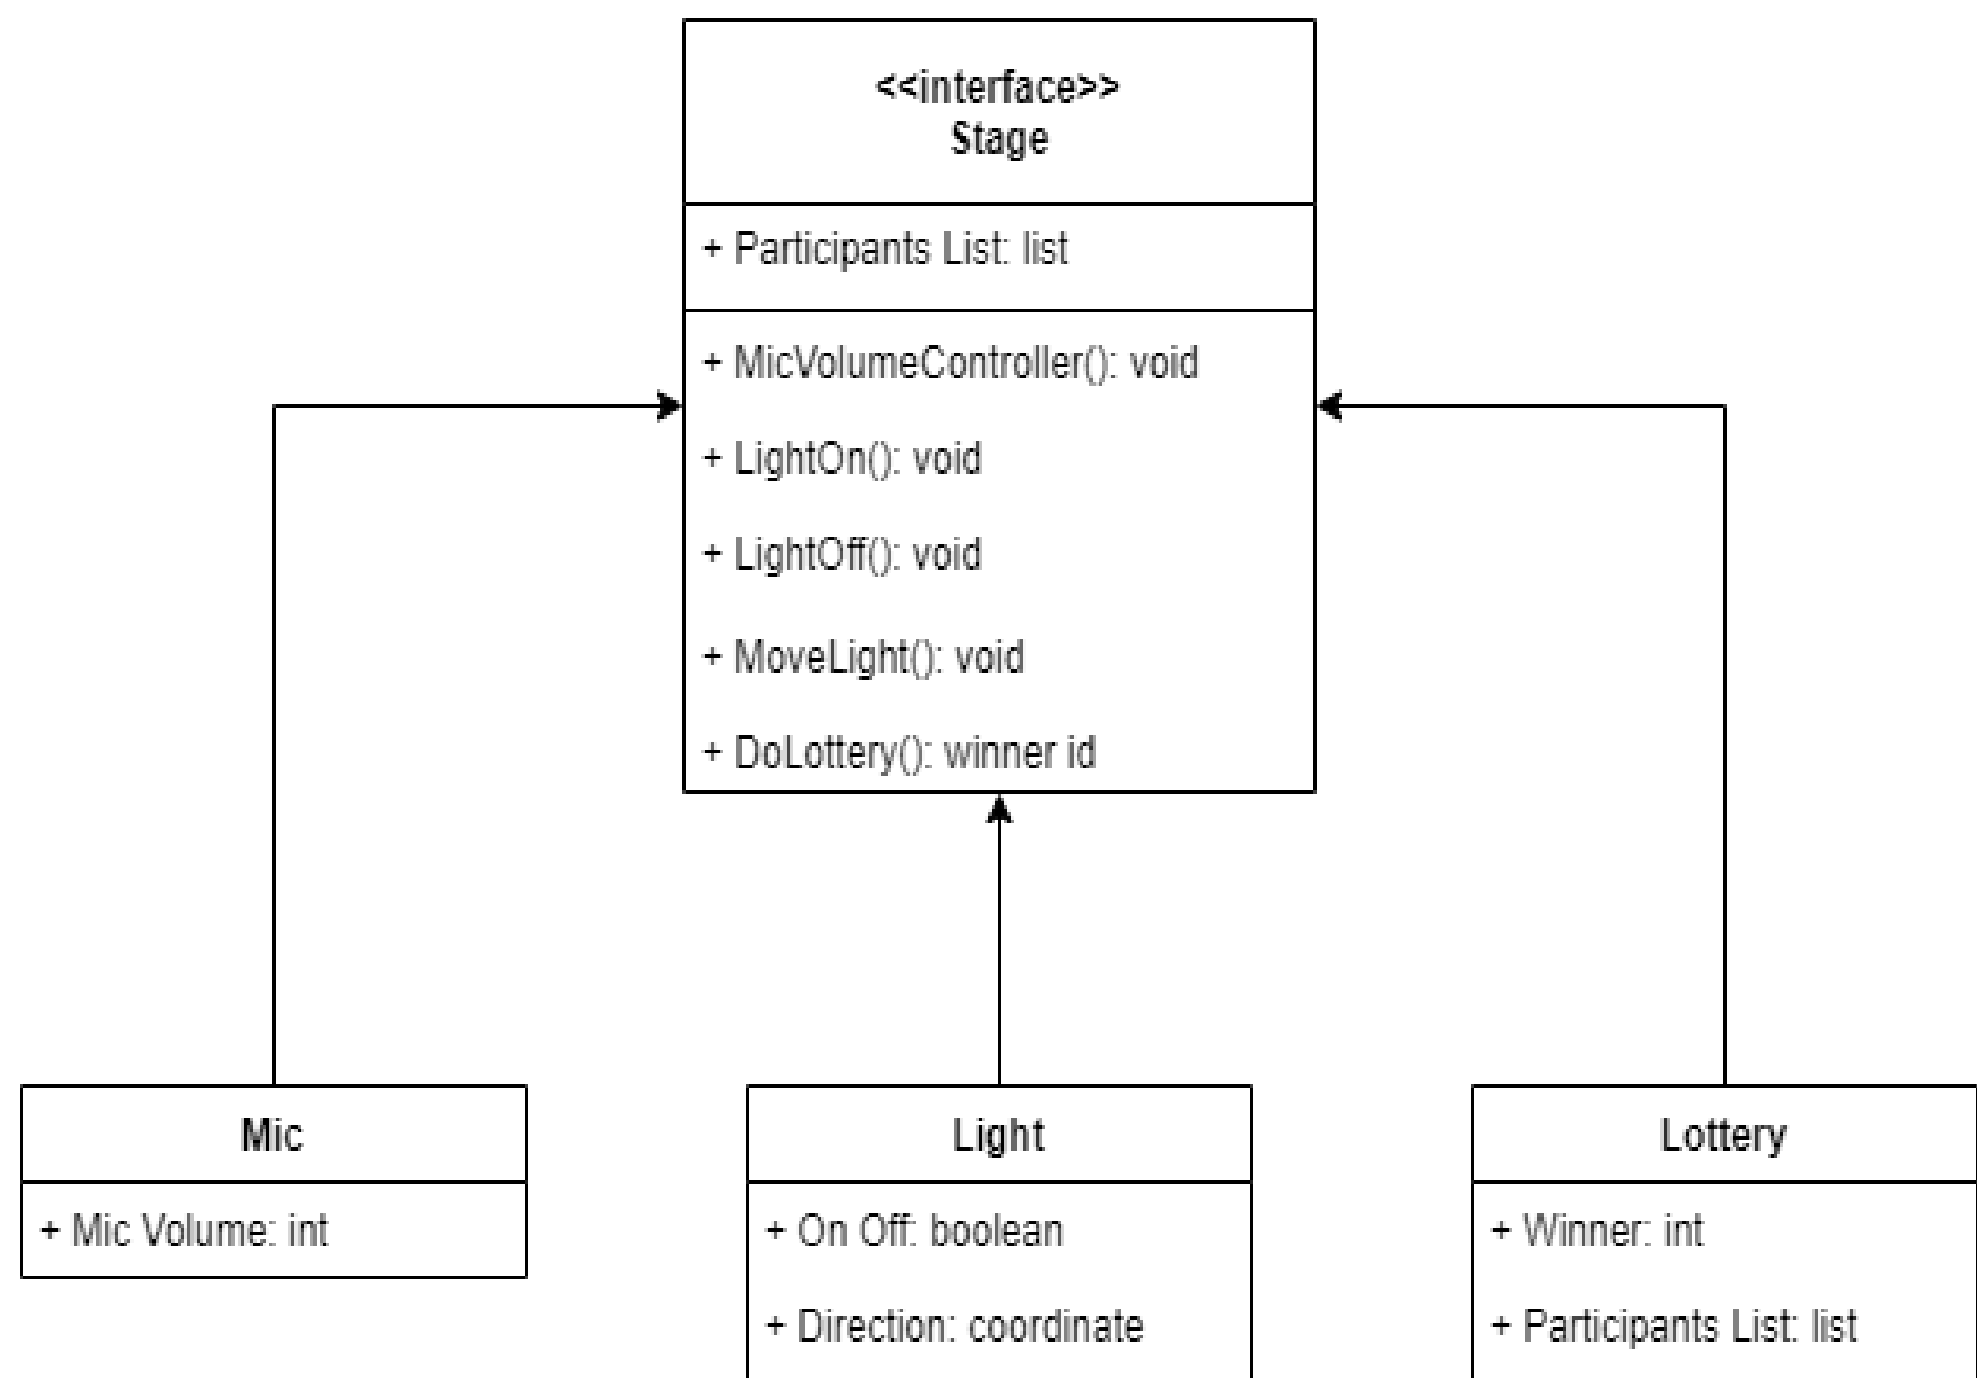 <<interface>>
Stage
+ Participants List: list
+ MicVolumeController(): void
+ LightOn(): void
+ LightOff(): void
+ MoveLight(): void
+ DoLottery(): winner id
Mic
+ Mic Volume: int
Light
+ On Off: boolean
+ Direction: coordinate
Lottery
+ Winner: int
+ Participants List: list